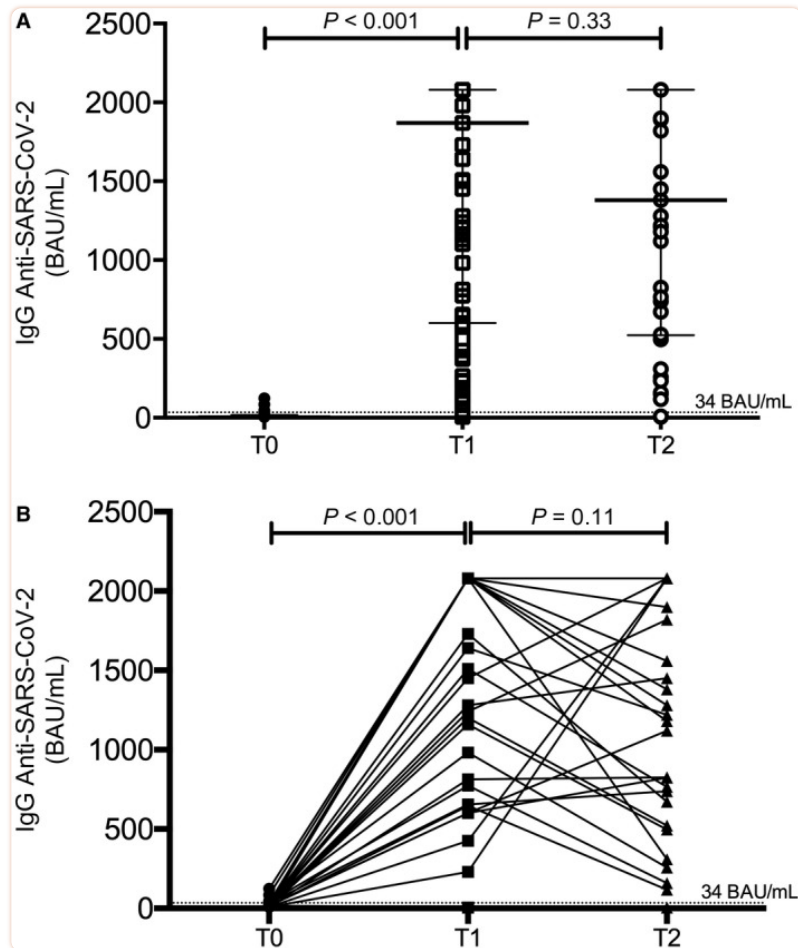 A
P < 0.001
P = 0.33
IgG Anti-SARS-CoV-2
(BAU/mL)
2500
2000
1500
1000
500
0
34 BAU/mL
T0
T1
T2
B
P < 0.001
P = 0.11
IgG Anti-SARS-CoV-2
(BAU/mL)
2500
2000
1500
1000
500
0
34 BAU/mL
T0
T1
T2